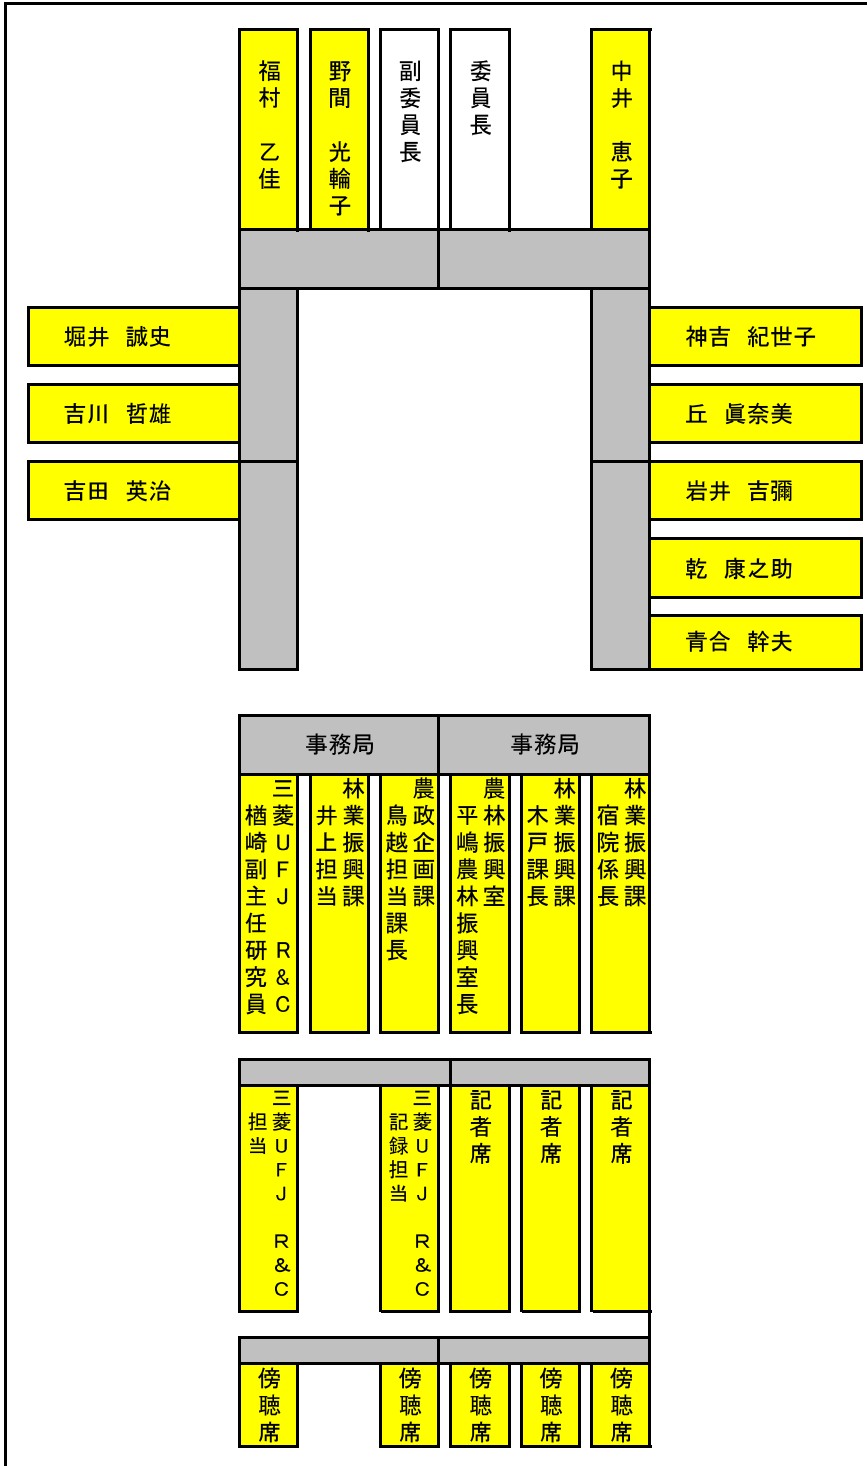 福村　乙佳
野間　光輪子
副委員長
委員長
中井　恵子
堀井　誠史
吉川　哲雄
吉田　英治
神吉　紀世子
丘　眞奈美
岩井　吉彌
乾　康之助
青合　幹夫
事務局
事務局
三菱ＵＦＪ　Ｒ＆Ｃ
楢崎副主任研究員
林業振興課
井上担当
農政企画課
鳥越担当課長
農林振興室
平嶋農林振興室長
林業振興課
木戸課長
林業振興課
宿院係長
三菱ＵＦＪ　Ｒ＆Ｃ
担当
三菱ＵＦＪ　Ｒ＆Ｃ
記録担当
記者席
記者席
記者席
傍聴席
傍聴席
傍聴席
傍聴席
傍聴席